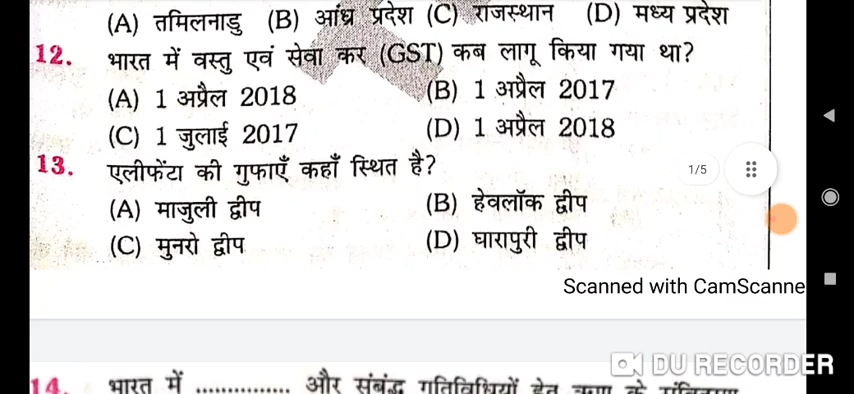 (A) तमिलनाडु (B) आंध्र प्रदेश (C) राजस्थान (D) मध्य प्रदेश
12. भारत में वस्तु एवं सेवा कर (GST) कब लागू किया गया था?
(A) 1 अप्रैल 2018 (B) 1 अप्रैल 2017
(C) 1 जुलाई 2017 (D) 1 अप्रैल 2018
13. एलीफेंटा की गुफाएँ कहाँ स्थित है?
1/5
(A) माजुली द्वीप (B) हेवलॉक द्वीप
(C) मुनरो द्वीप (D) घारापुरी द्वीप
Scanned with CamScanne
DU RECORDER
14. भारत में ............... और संबंद्ध गतिविधियों हेतु ऋण के